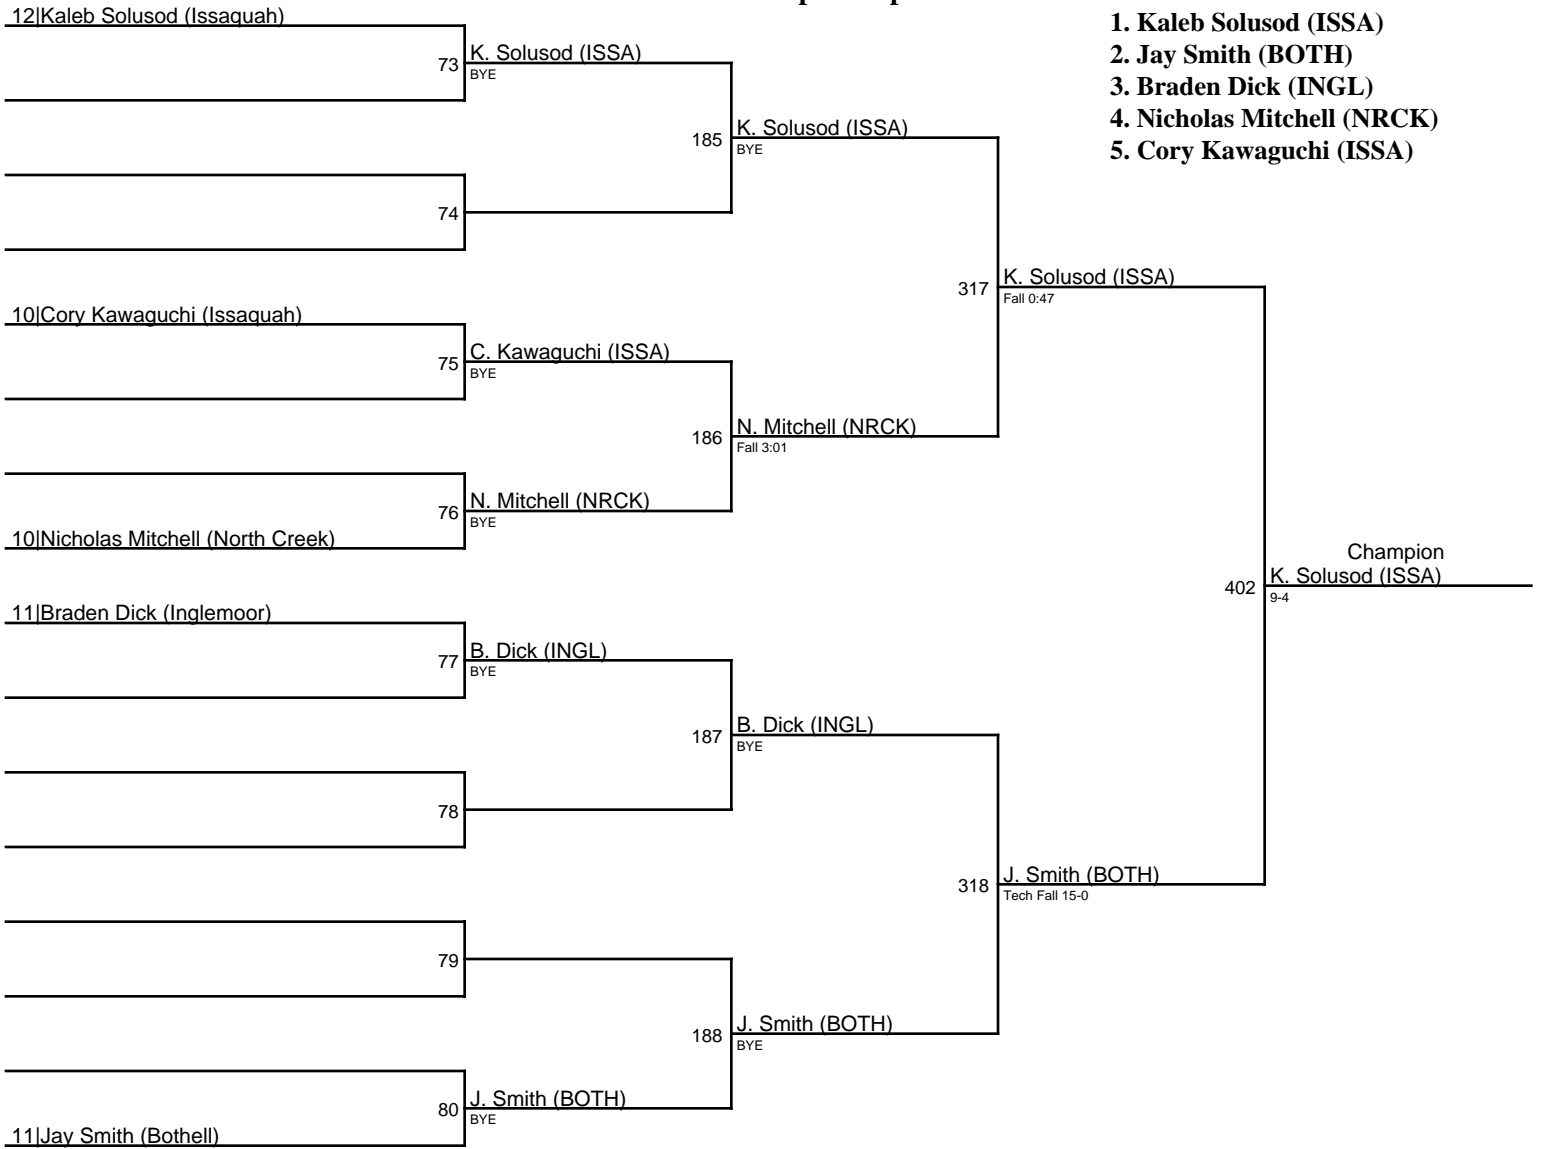 12|Kaleb Solusod (Issaquah)
73
K. Solusod (ISSA)
BYE
74
185
K. Solusod (ISSA)
BYE
10|Cory Kawaguchi (Issaquah)
75
C. Kawaguchi (ISSA)
BYE
76
N. Mitchell (NRCK)
BYE
10|Nicholas Mitchell (North Creek)
186
N. Mitchell (NRCK)
Fall 3:01
317
K. Solusod (ISSA)
Fall 0:47
11|Braden Dick (Inglemoor)
77
B. Dick (INGL)
BYE
78
187
B. Dick (INGL)
BYE
79
80
J. Smith (BOTH)
BYE
11|Jay Smith (Bothell)
188
J. Smith (BOTH)
BYE
318
J. Smith (BOTH)
Tech Fall 15-0
402
Champion
K. Solusod (ISSA)
9-4
1. Kaleb Solusod (ISSA)
2. Jay Smith (BOTH)
3. Braden Dick (INGL)
4. Nicholas Mitchell (NRCK)
5. Cory Kawaguchi (ISSA)